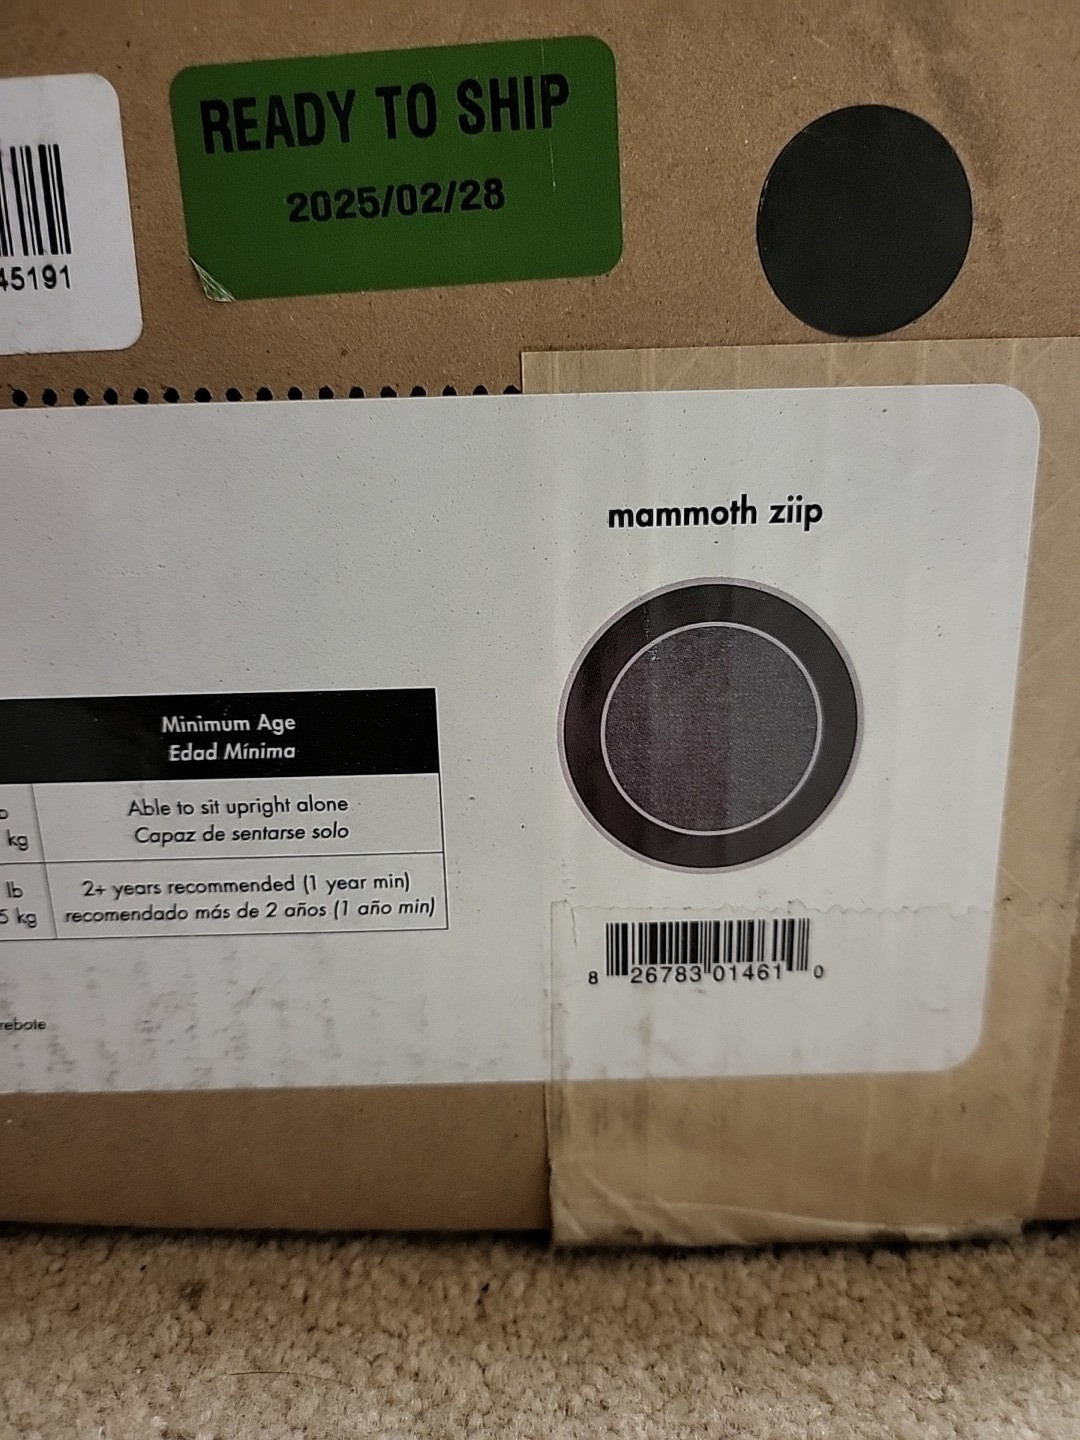 READY TO SHIP
2025/02/28
45191
mammoth ziip
Minimum Age
Edad Mínima
Able to sit upright alone
kg Capaz de sentarse solo
lb 2+ years recommended (1 year min)
5 kg recomendado más de 2 años (1 año min)
8 26783 01461 0
rebote